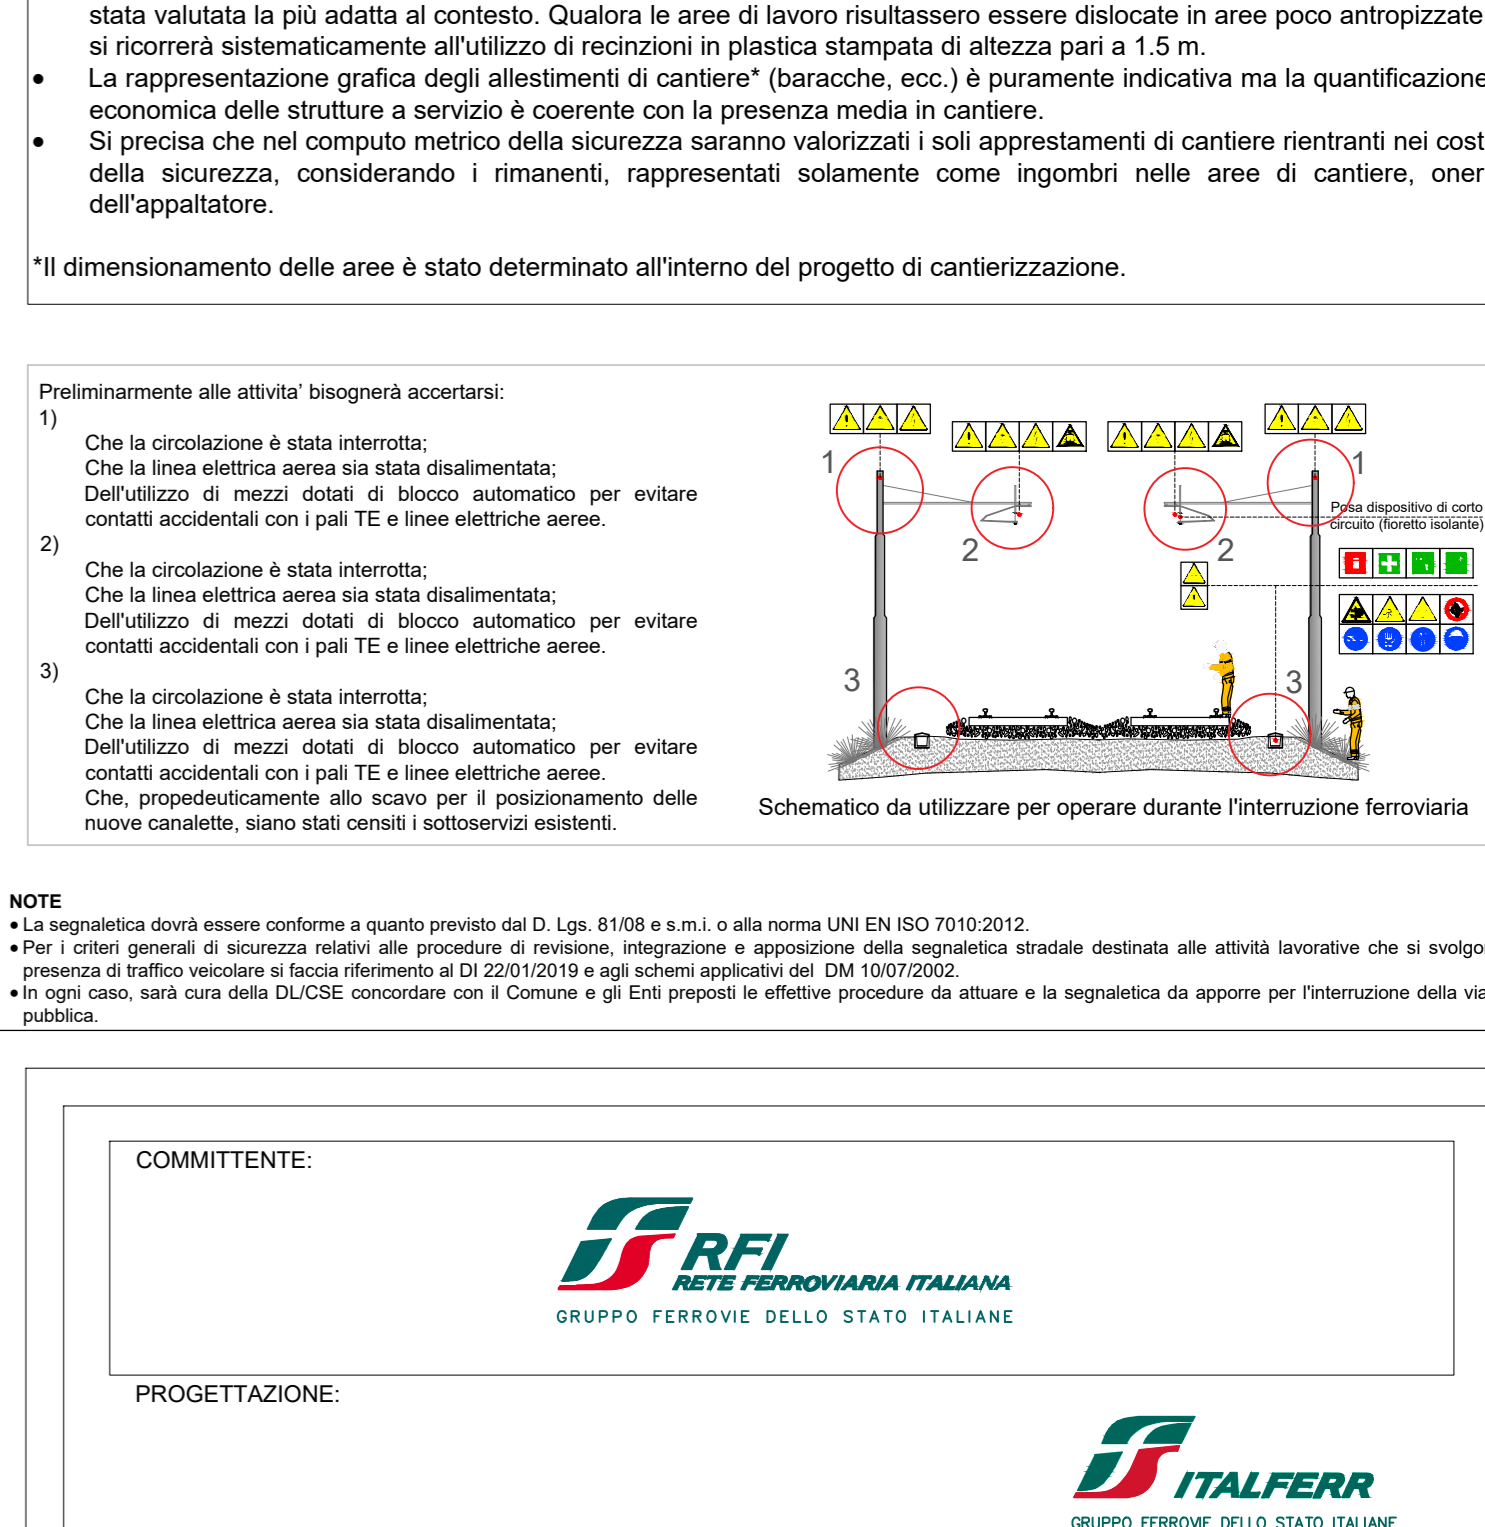 stata valutata la più adatta al contesto. Qualora le aree di lavoro risultassero essere dislocate in aree poco antropizzate
si ricorrerà sistematicamente all'utilizzo di recinzioni in plastica stampata di altezza pari a 1.5 m.
• La rappresentazione grafica degli allestimenti di cantiere* (baracche, ecc.) è puramente indicativa ma la quantificazione
economica delle strutture a servizio è coerente con la presenza media in cantiere.
• Si precisa che nel computo metrico della sicurezza saranno valorizzati i soli apprestamenti di cantiere rientranti nei cost
della sicurezza, considerando i rimanenti, rappresentati solamente come ingombri nelle aree di cantiere, oner
dell'appaltatore.
*Il dimensionamento delle aree è stato determinato all'interno del progetto di cantierizzazione.
Preliminarmente alle attivita' bisognerà accertarsi:
1)
Che la circolazione è stata interrotta;
Che la linea elettrica aerea sia stata disalimentata;
Dell'utilizzo di mezzi dotati di blocco automatico per evitare
contatti accidentali con i pali TE e linee elettriche aeree.
2)
Che la circolazione è stata interrotta;
Che la linea elettrica aerea sia stata disalimentata;
Dell'utilizzo di mezzi dotati di blocco automatico per evitare
contatti accidentali con i pali TE e linee elettriche aeree.
3)
Che la circolazione è stata interrotta;
Che la linea elettrica aerea sia stata disalimentata;
Dell'utilizzo di mezzi dotati di blocco automatico per evitare
contatti accidentali con i pali TE e linee elettriche aeree.
Che, propedeuticamente allo scavo per il posizionamento delle
nuove canalette, siano stati censiti i sottoservizi esistenti.
1
1
2
2
Posa dispositivo di corto
circuito (fioretto isolante)
3
3
Schematico da utilizzare per operare durante l'interruzione ferroviaria
NOTE
• La segnaletica dovrà essere conforme a quanto previsto dal D. Lgs. 81/08 e s.m.i. o alla norma UNI EN ISO 7010:2012.
• Per i criteri generali di sicurezza relativi alle procedure di revisione, integrazione e apposizione della segnaletica stradale destinata alle attività lavorative che si svolgo
presenza di traffico veicolare si faccia riferimento al DI 22/01/2019 e agli schemi applicativi del DM 10/07/2002.
• In ogni caso, sarà cura della DL/CSE concordare con il Comune e gli Enti preposti le effettive procedure da attuare e la segnaletica da apporre per l'interruzione della via
pubblica.
COMMITTENTE:
RFI
RETE FERROVIARIA ITALIANA
GRUPPO FERROVIE DELLO STATO ITALIANE
PROGETTAZIONE:
ITALFERR
GRUPPO FERROVIE DELLO STATO ITALIANE